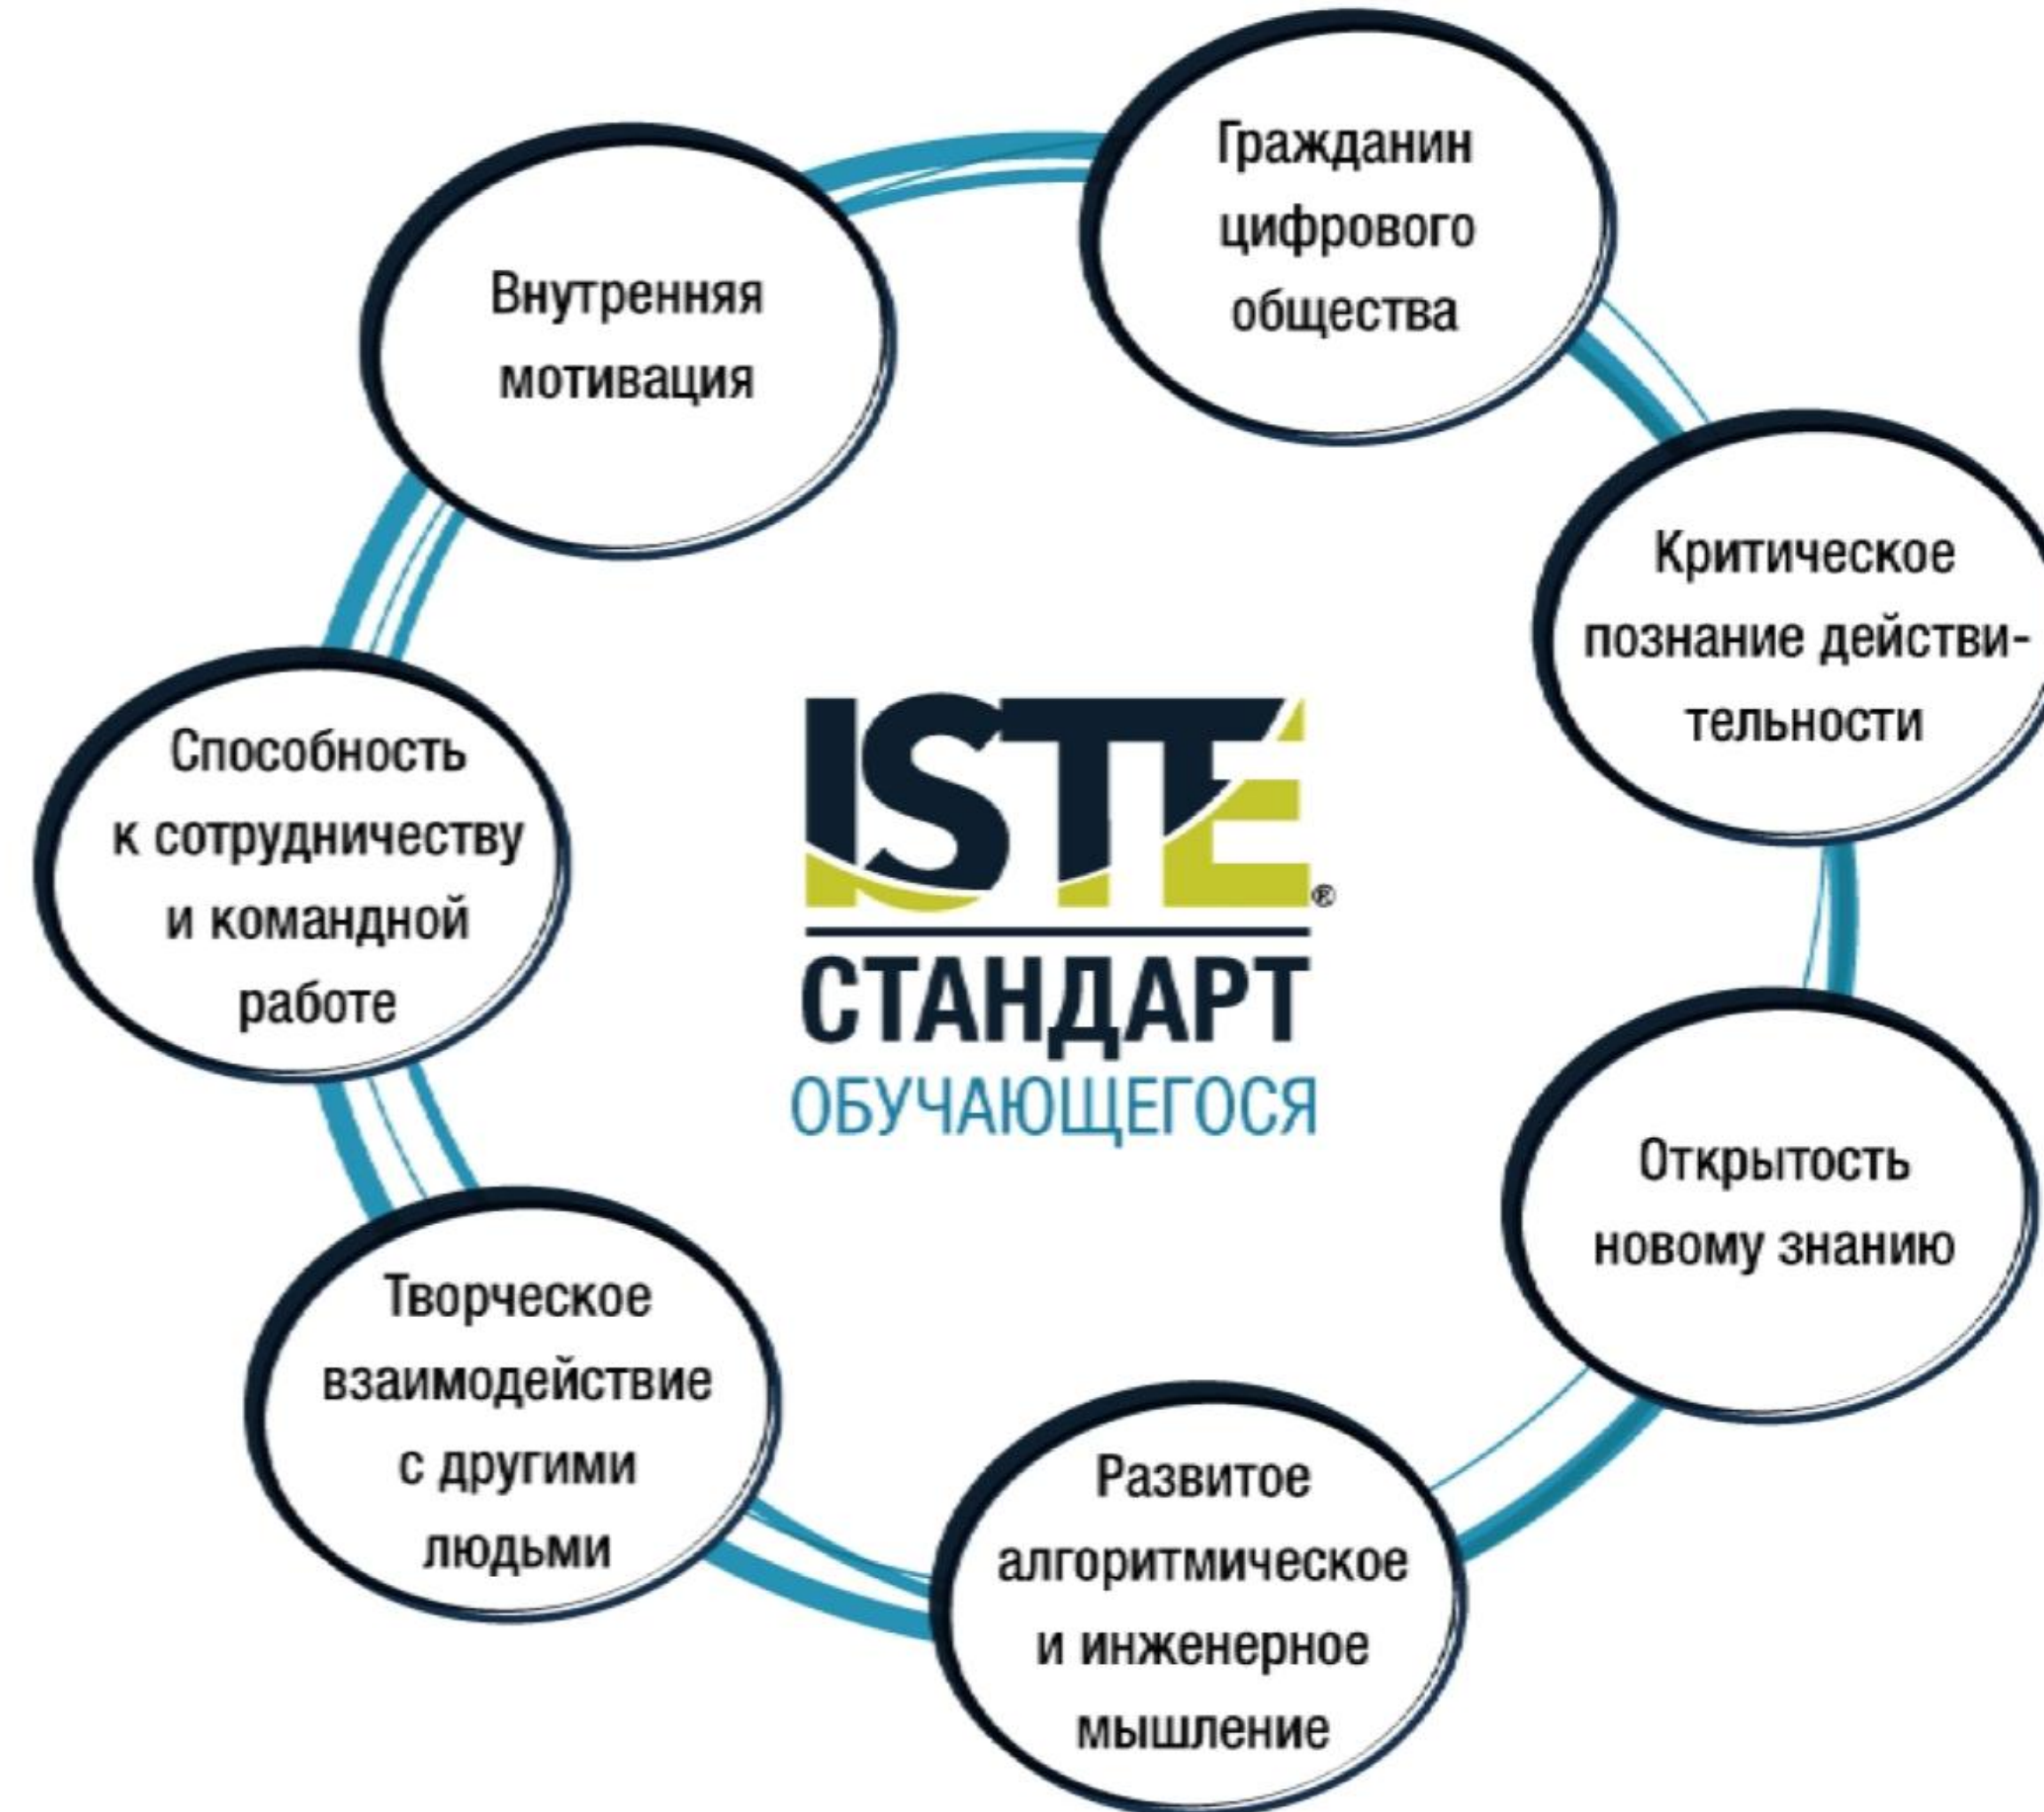 Гражданин
цифрового
общества
Внутренняя
мотивация
Критическое
познание действи-
тельности
Способность
к сотрудничеству
и командной
работе
ISTE®
СТАНДАРТ
ОБУЧАЮЩЕГОСЯ
Открытость
новому знанию
Творческое
взаимодействие
с другими
людьми
Развитое
алгоритмическое
и инженерное
мышление